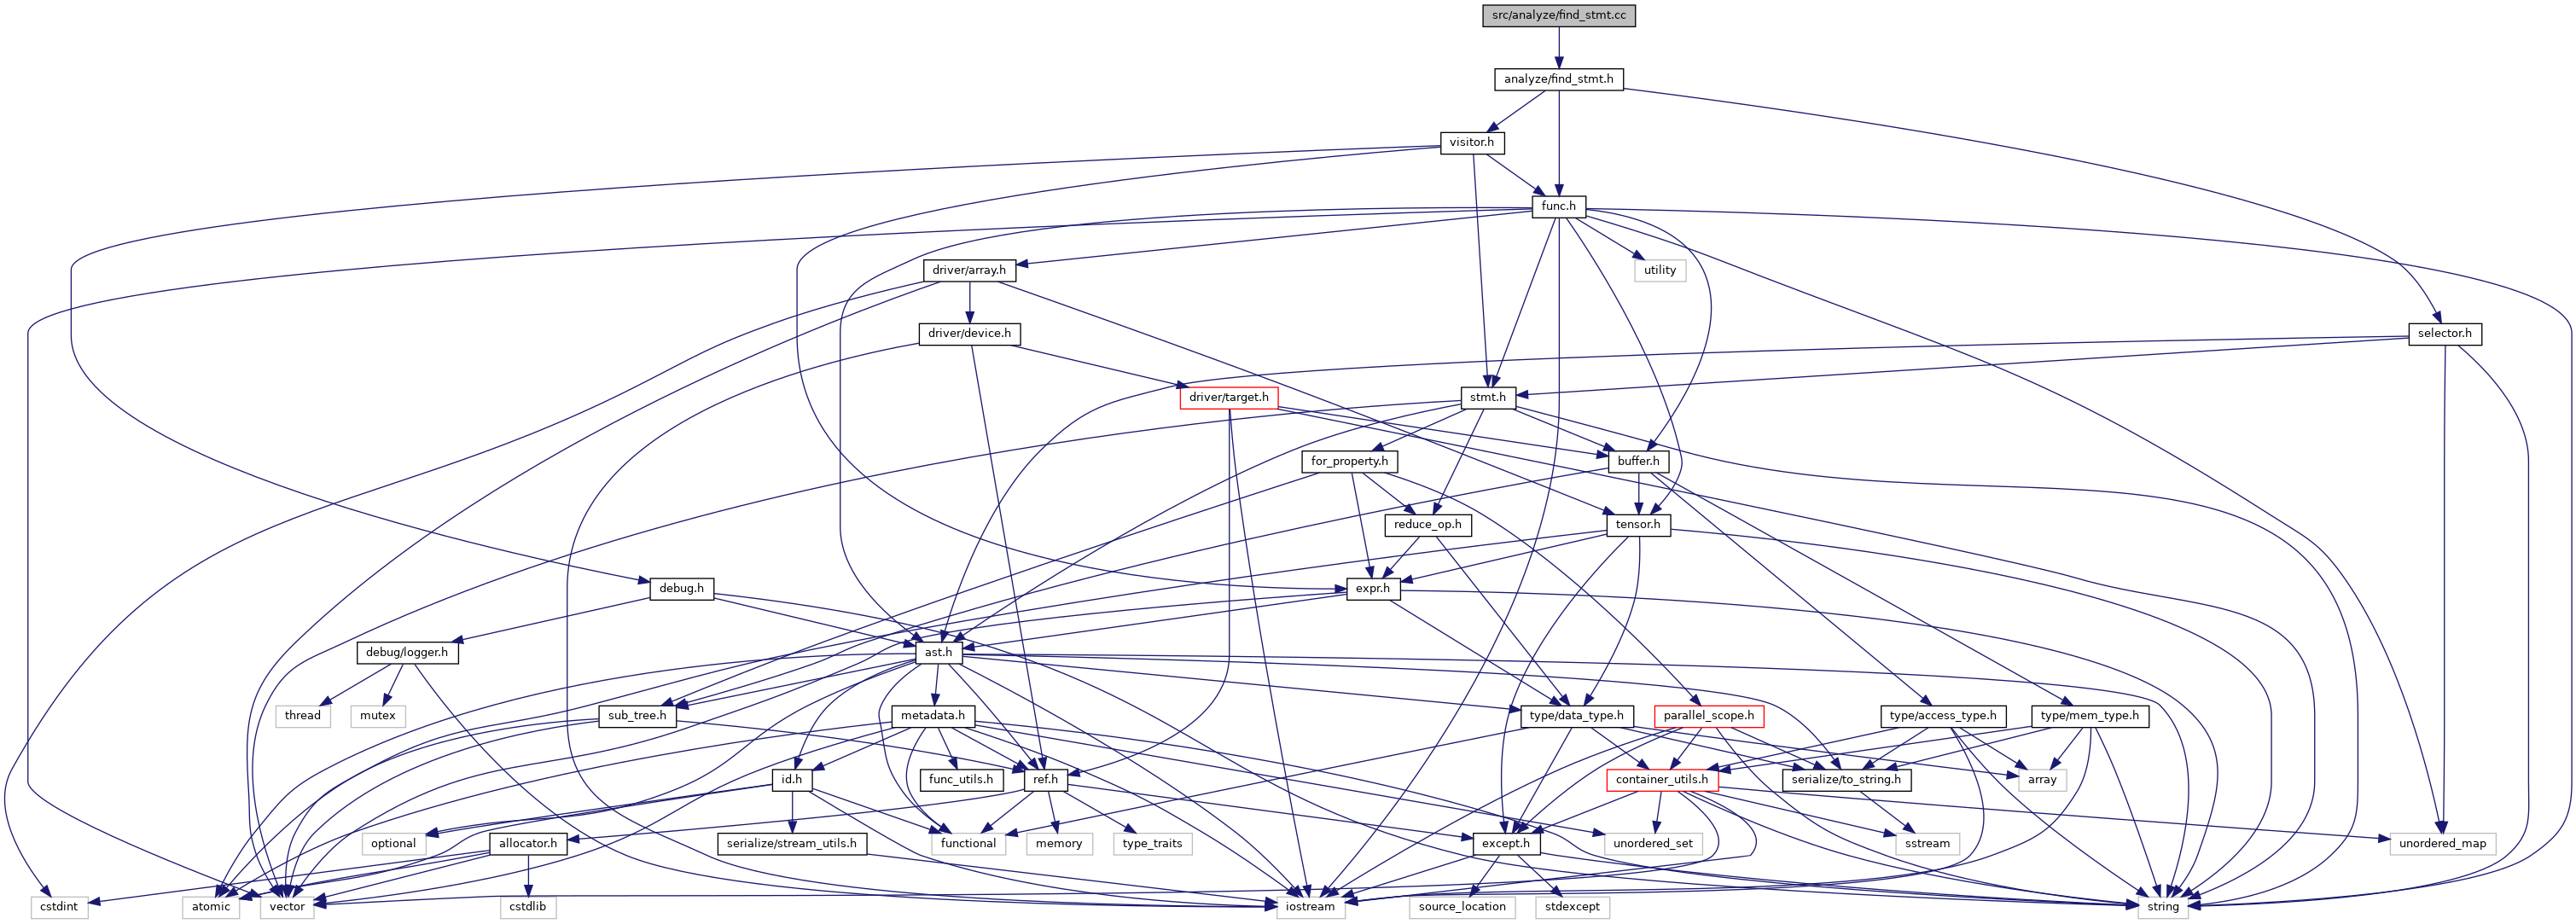 src/analyze/find_stmt.cc
analyze/find_stmt.h
visitor.h
func.h
driver/array.h
utility
driver/device.h
selector.h
driver/target.h
stmt.h
for_property.h
buffer.h
reduce_op.h
tensor.h
debug.h
expr.h
debug/logger.h
ast.h
thread
mutex
sub_tree.h
metadata.h
type/data_type.h
parallel_scope.h
type/access_type.h
type/mem_type.h
id.h
func_utils.h
ref.h
container_utils.h
serialize/to_string.h
array
optional
allocator.h
serialize/stream_utils.h
functional
memory
type_traits
except.h
unordered_set
sstream
unordered_map
cstdint
atomic
vector
cstdlib
iostream
source_location
stdexcept
string